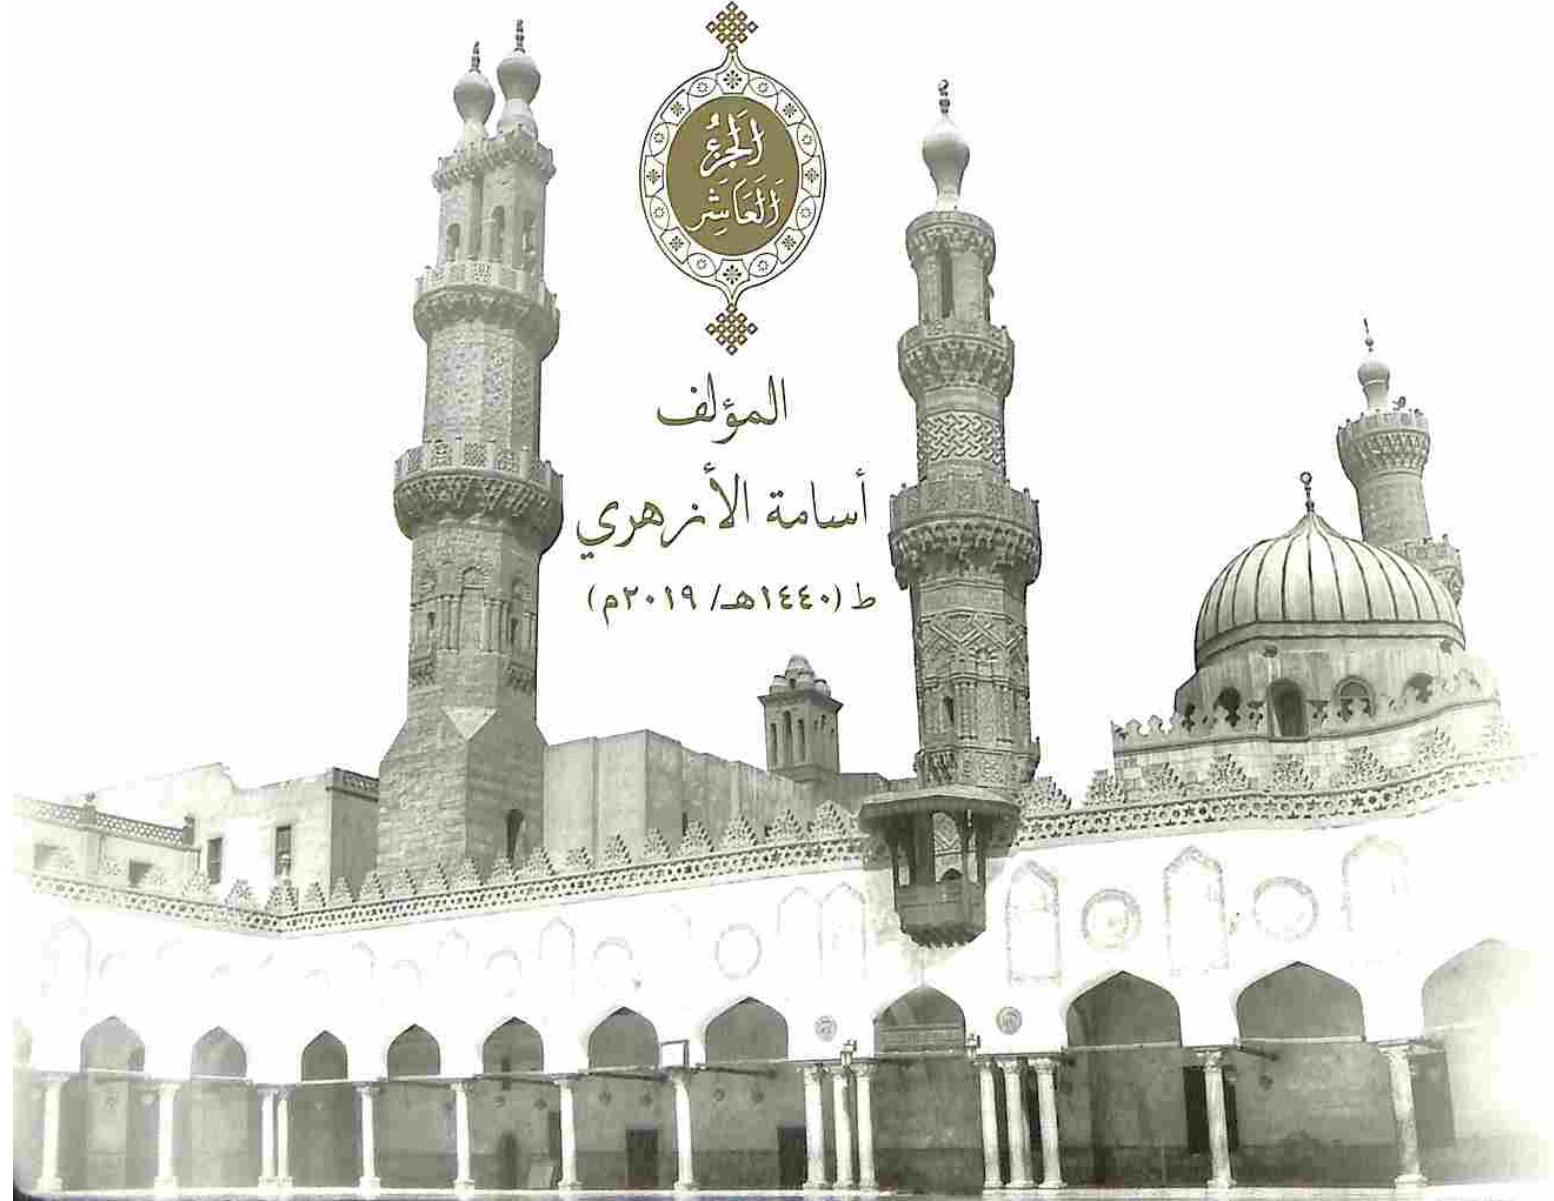 الجزء
العاشر
المؤلف
أسامة الأزهري
ط (١٤٤٠هـ/ ٢٠١٩م)